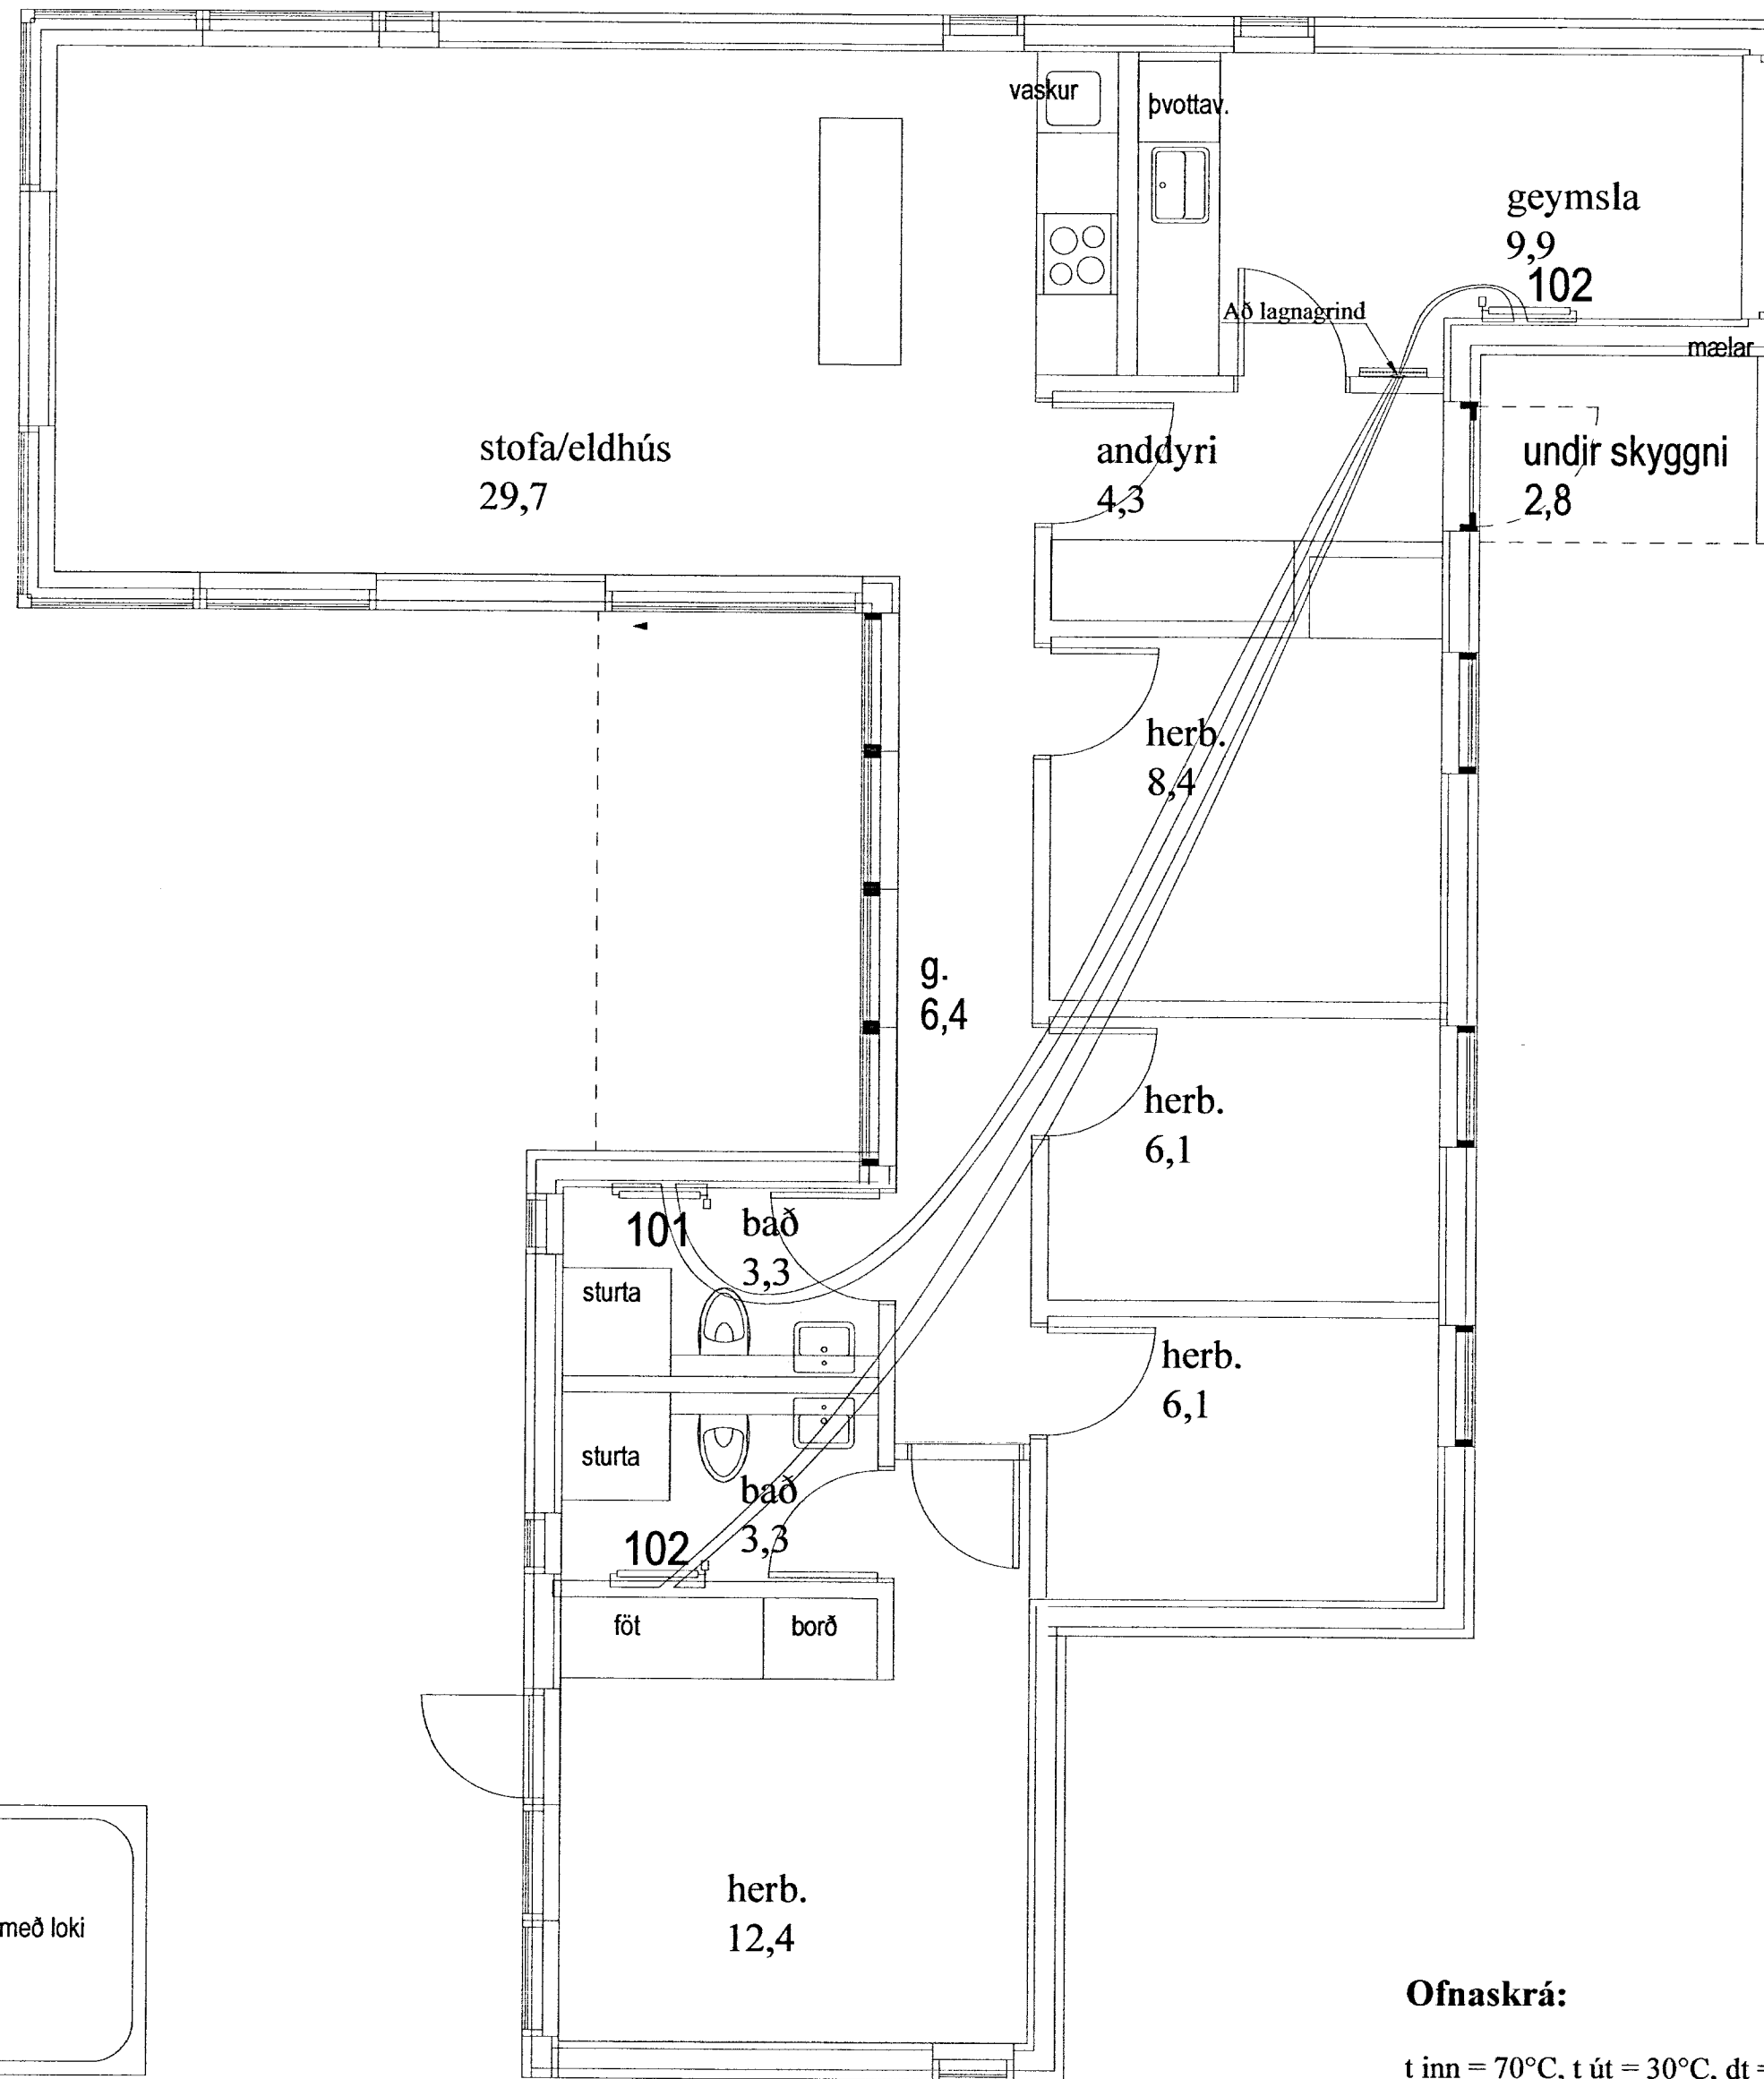 vaskur
þvottav.
geymsla
9,9
102
Að lagnagrind
mælar
stofa/eldhús
29,7
anddyri
4,3
undir skyggni
2,8
herb.
8,4
g.
6,4
herb.
6,1
101
bað
3,3
sturta
herb.
6,1
sturta
bað
3,3
102
föt
borð
herb.
12,4
með loki
Ofnaskrá:
t inn = 70°C, t út = 30°C, dt =